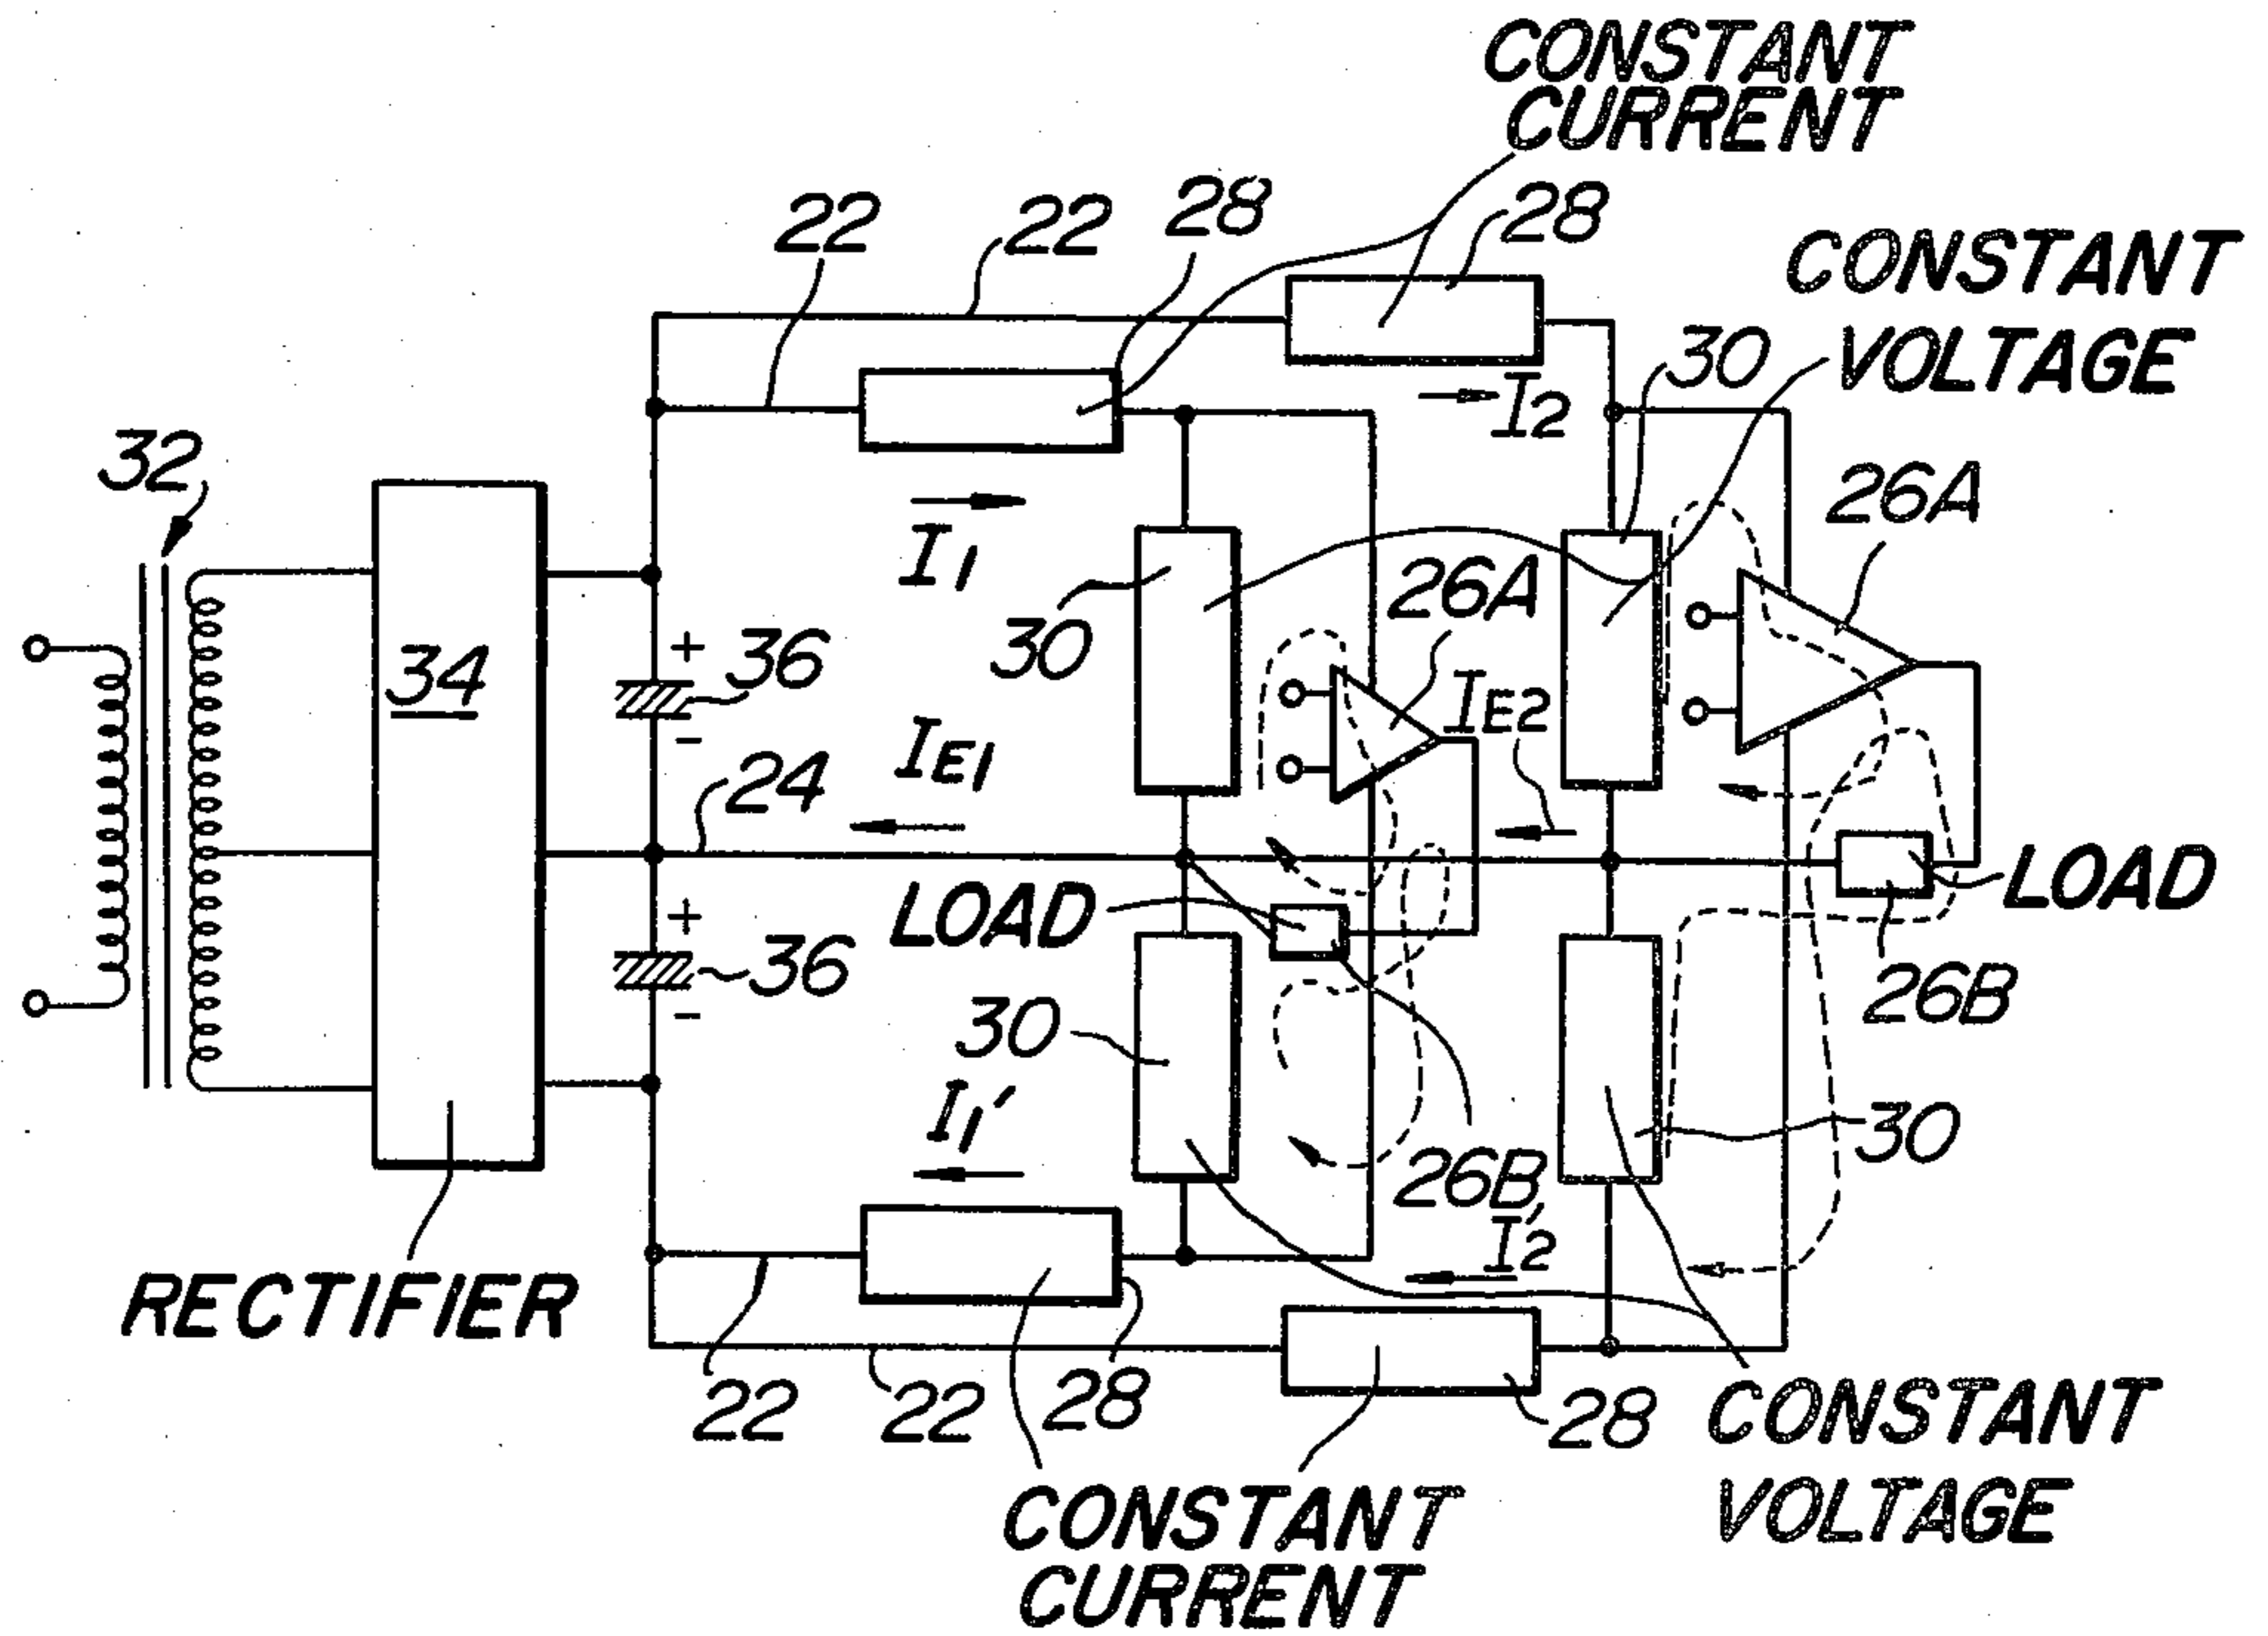 CONSTANT
CURRENT
22
22
28
28
CONSTANT
VOLTAGE
30
I2
32
26A
I1
34
+
36
-
30
26A
IE2
IE1
24
LOAD
LOAD
+
36
-
26B
30
I1'
30
26B
I2'
RECTIFIER
22
22
28
28
CONSTANT
VOLTAGE
CONSTANT
CURRENT